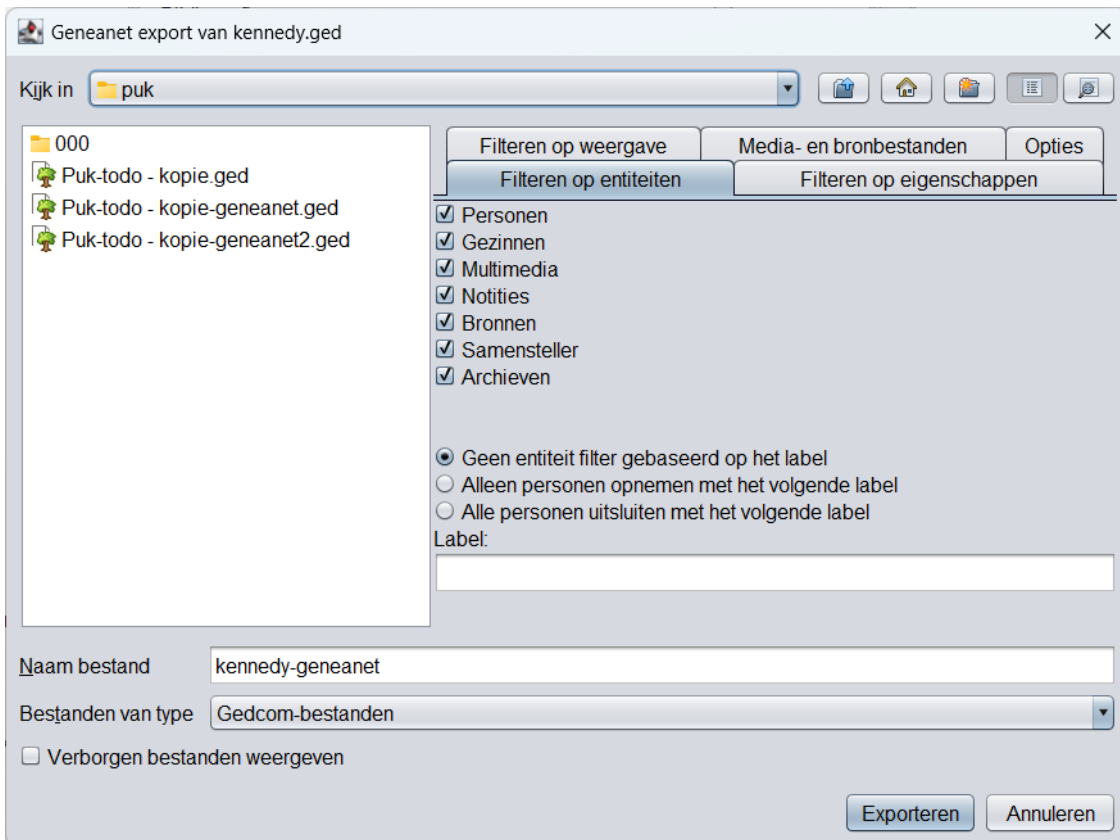 Geneanet export van kennedy.ged
Kijk in puk
000
Puk-todo - kopie.ged
Puk-todo - kopie-geneanet.ged
Puk-todo - kopie-geneanet2.ged
Filteren op weergave Media- en bronbestanden Opties
Filteren op entiteiten Filteren op eigenschappen
Personen
Gezinnen
Multimedia
Notities
Bronnen
Samensteller
Archieven
Geen entiteit filter gebaseerd op het label
Alleen personen opnemen met het volgende label
Alle personen uitsluiten met het volgende label
Label:
Naam bestand kennedy-geneanet
Bestanden van type Gedcom-bestanden
Verborgen bestanden weergeven
Exporteren Annuleren